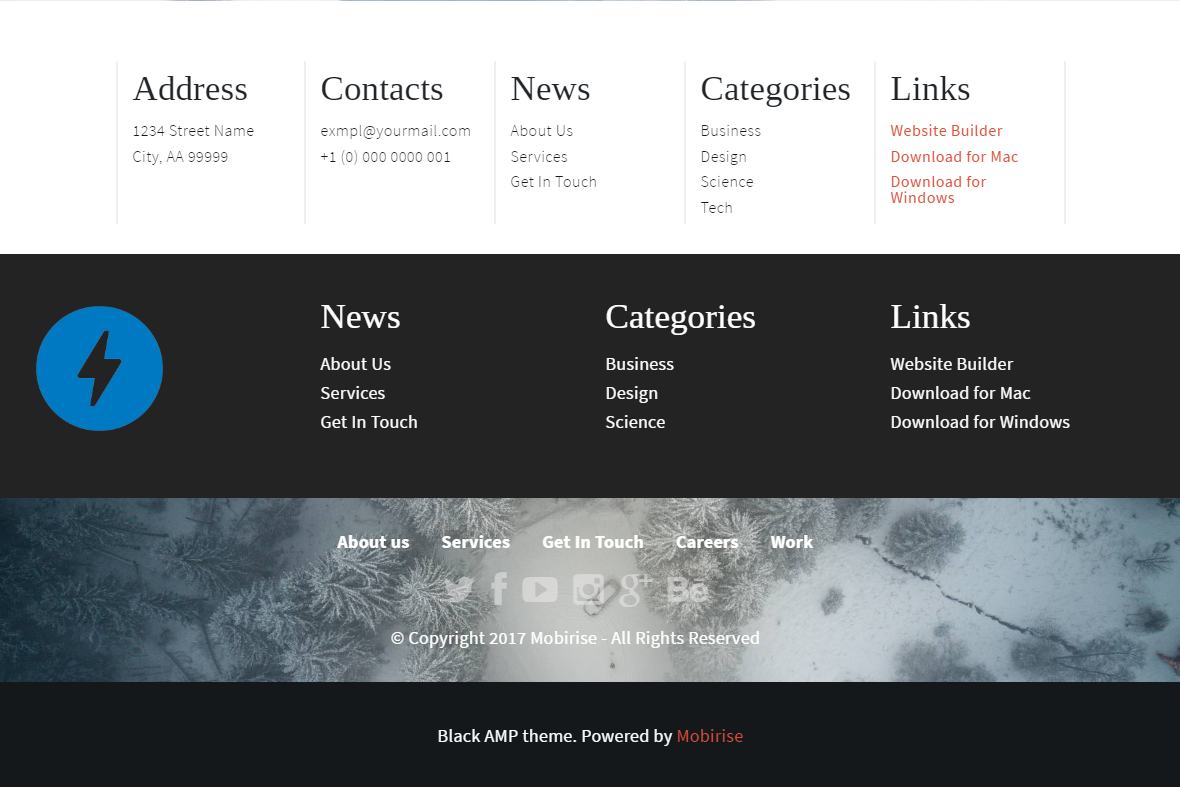 Address
1234 Street Name
City, AA 99999
Contacts
exmpl@yourmail.com
+1 (0) 000 0000 001
News
About Us
Services
Get In Touch
Categories
Business
Design
Science
Tech
Links
Website Builder
Download for Mac
Download for
Windows
News
About Us
Services
Get In Touch
Categories
Business
Design
Science
Links
Website Builder
Download for Mac
Download for Windows
About us Services Get In Touch Careers Work
© Copyright 2017 Mobirise - All Rights Reserved
Black AMP theme. Powered by Mobirise